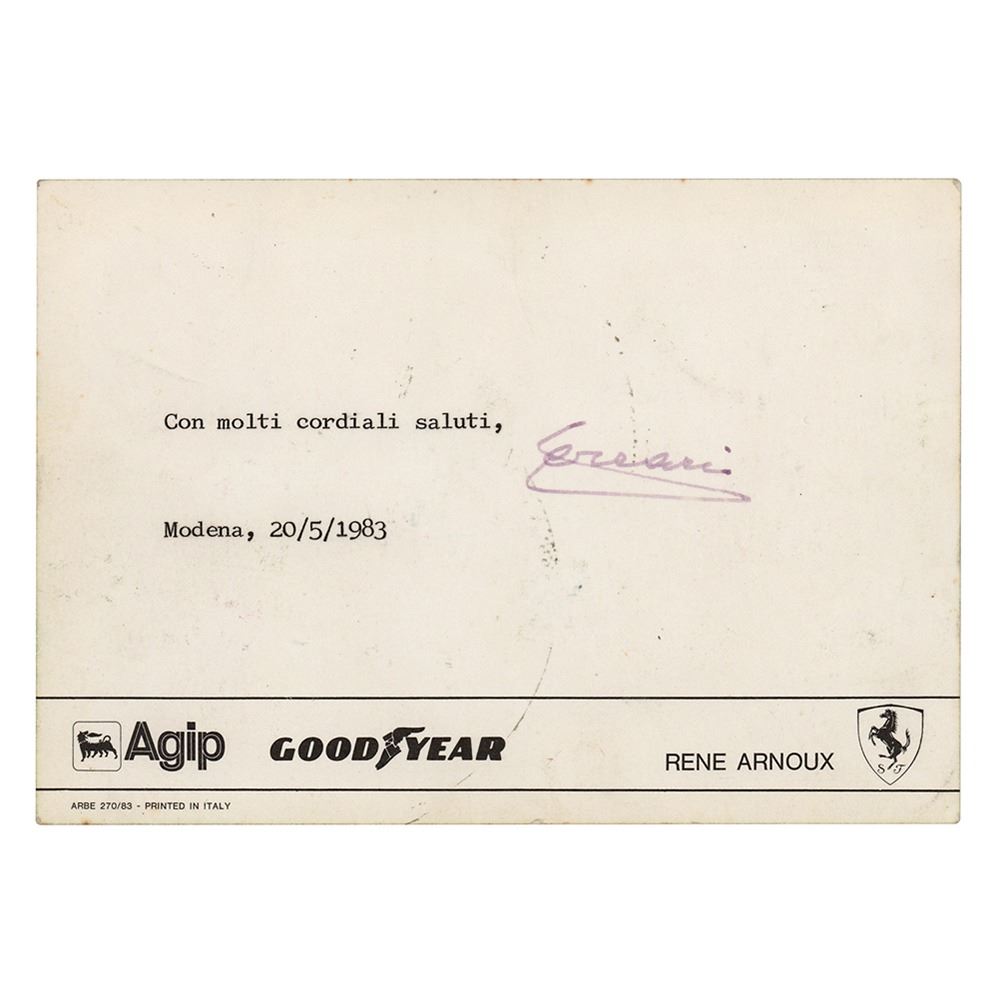 Con molti cordiali saluti,
Ferrari
Modena, 20/5/1983
Agip
GOODYEAR
RENE ARNOUX
S F
ARBE 270/83 - PRINTED IN ITALY